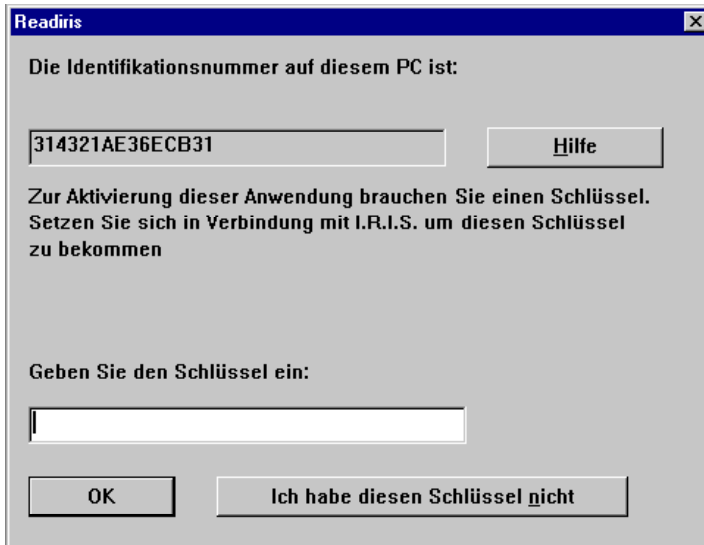 Readiris
Die Identifikationsnummer auf diesem PC ist:
314321AE36ECB31
Hilfe
Zur Aktivierung dieser Anwendung brauchen Sie einen Schlüssel.
Setzen Sie sich in Verbindung mit I.R.I.S. um diesen Schlüssel
zu bekommen
Geben Sie den Schlüssel ein:
OK
Ich habe diesen Schlüssel nicht